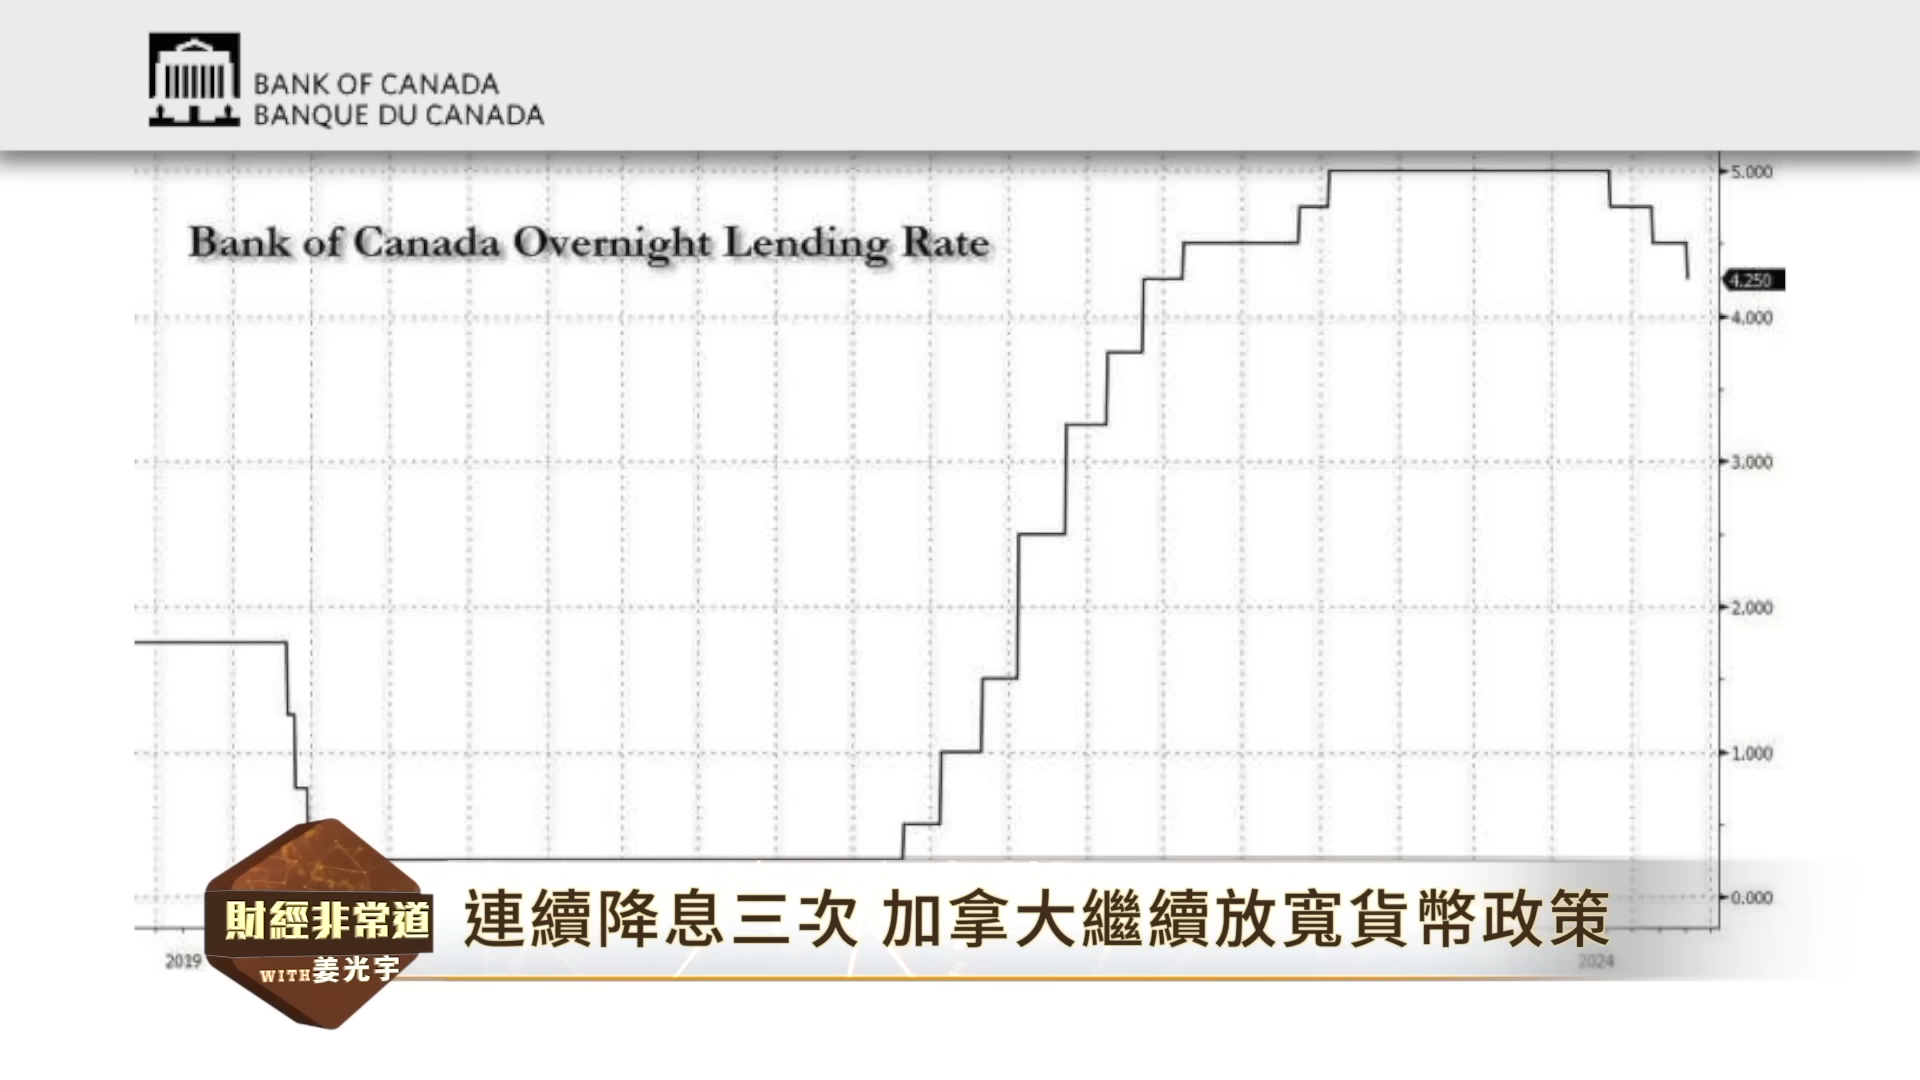 BANK OF CANADA
BANQUE DU CANADA
Bank of Canada Overnight Lending Rate
5.000
4.250
4.000
3.000
2.000
1.000
0.000
財經非常道
WITH姜光宇
連續降息三次 加拿大繼續放寬貨幣政策
2019
2024